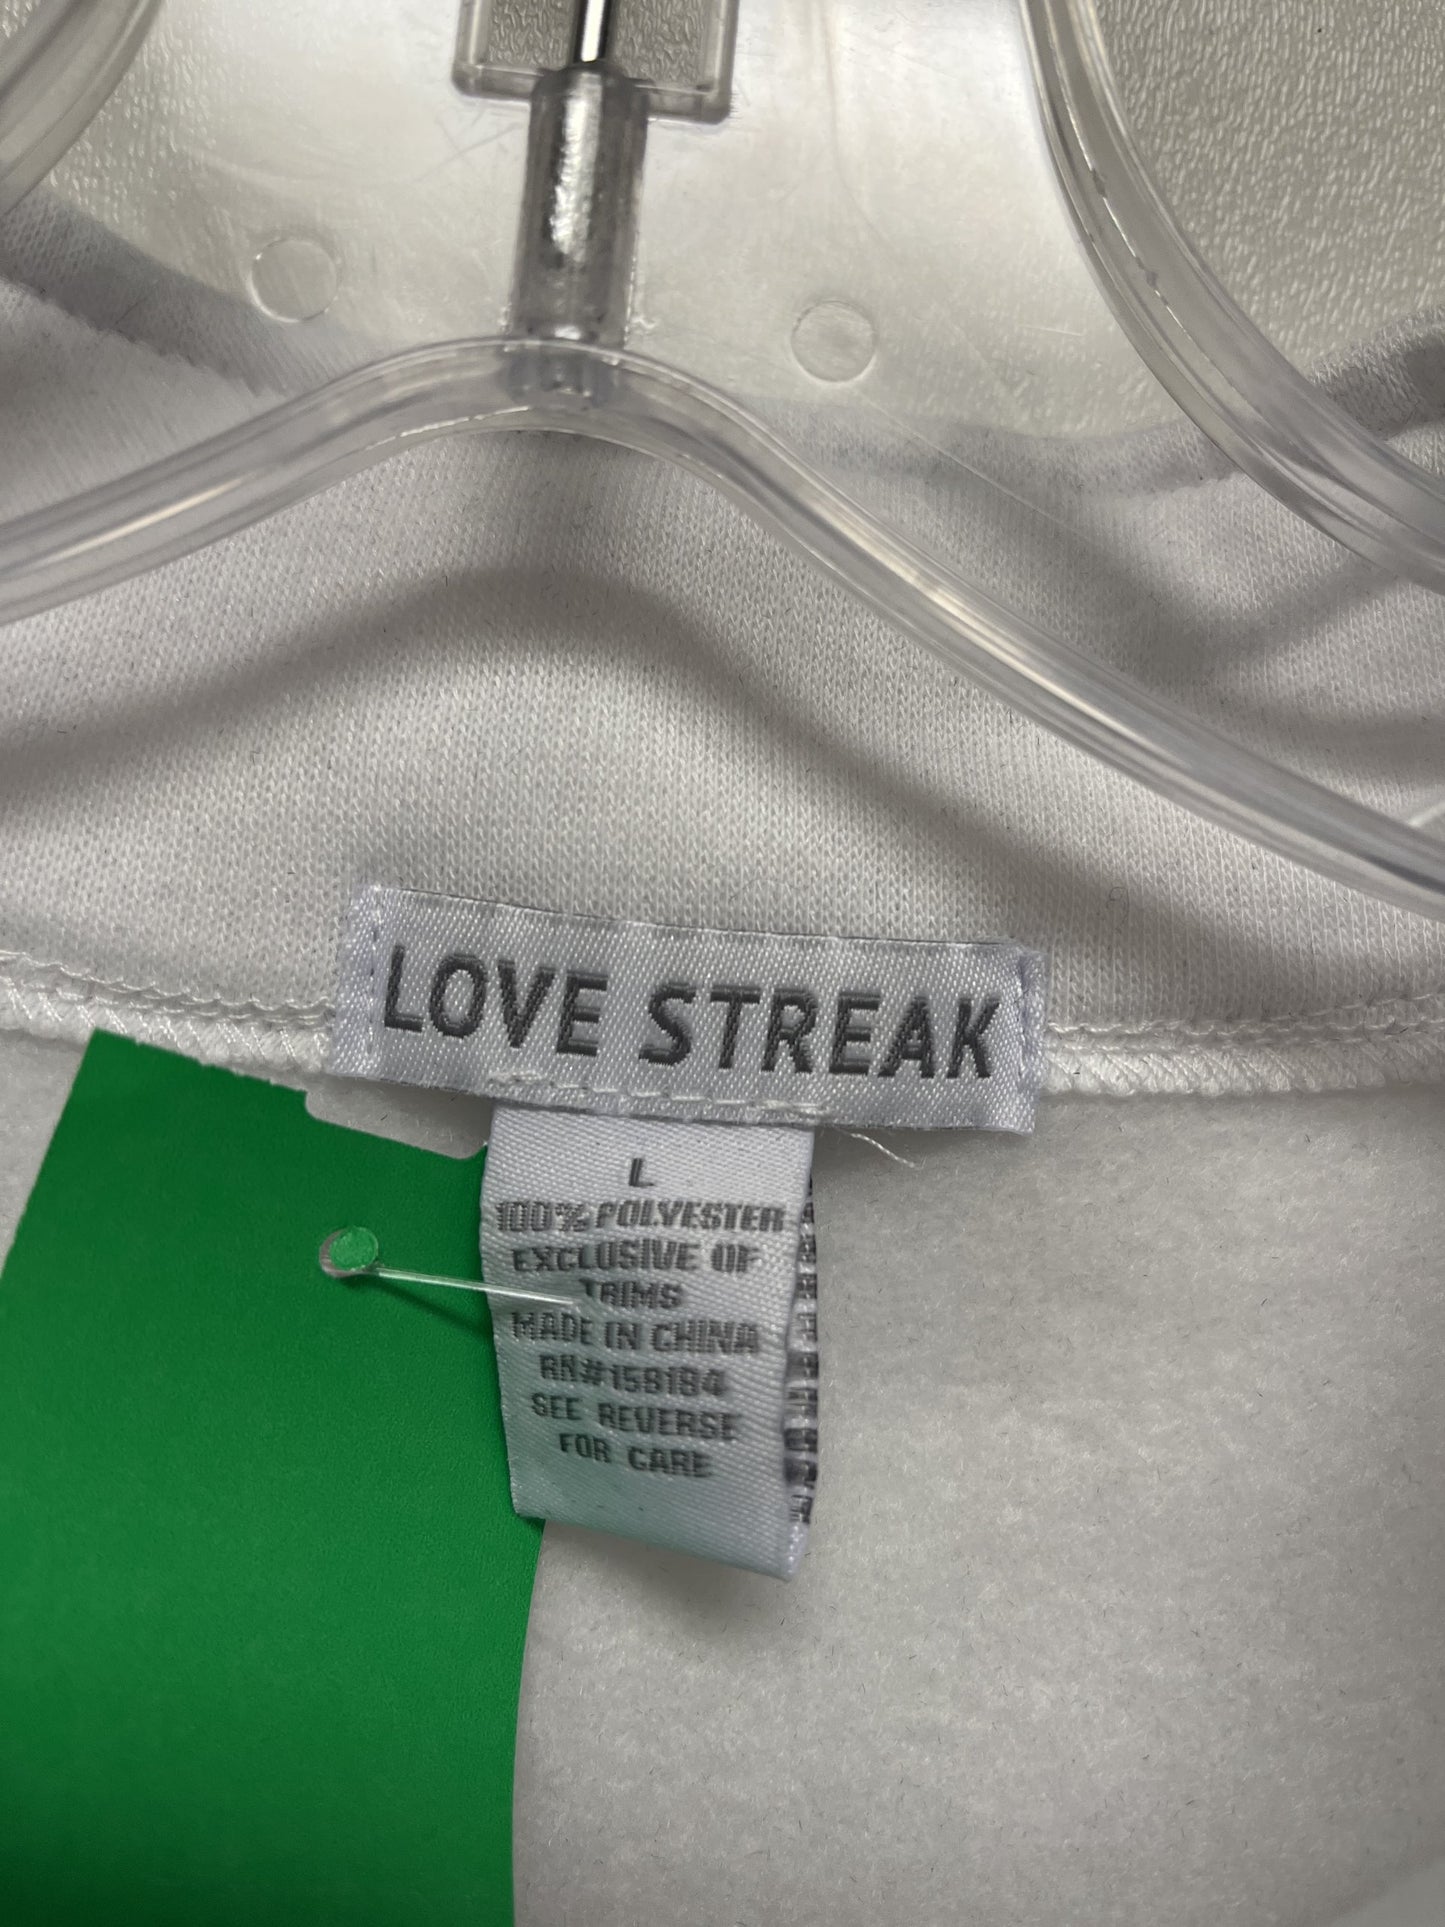 LOVE STREAK
L
100% POLYESTER
EXCLUSIVE OF
TRIMS
MADE IN CHINA
RN#158184
SEE REVERSE
FOR CARE